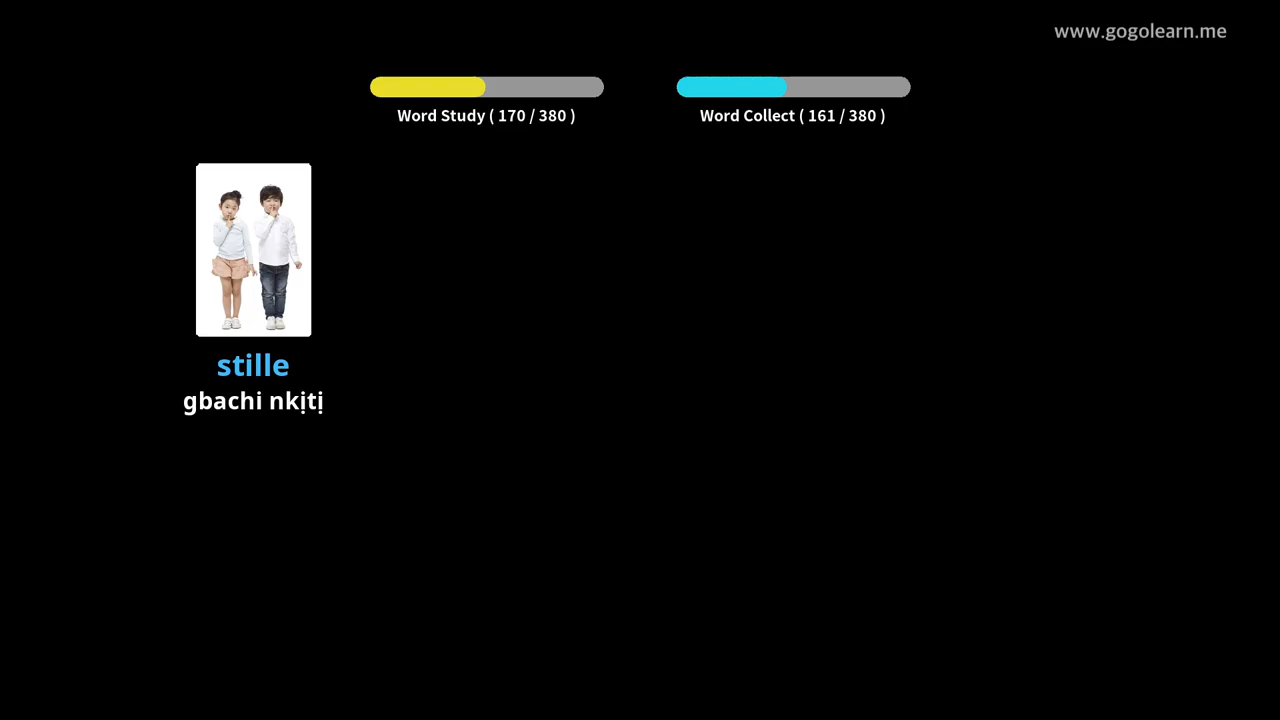 www.gogolearn.me
Word Study ( 170 / 380 )
Word Collect ( 161 / 380 )
stille
gbachi nkịtị